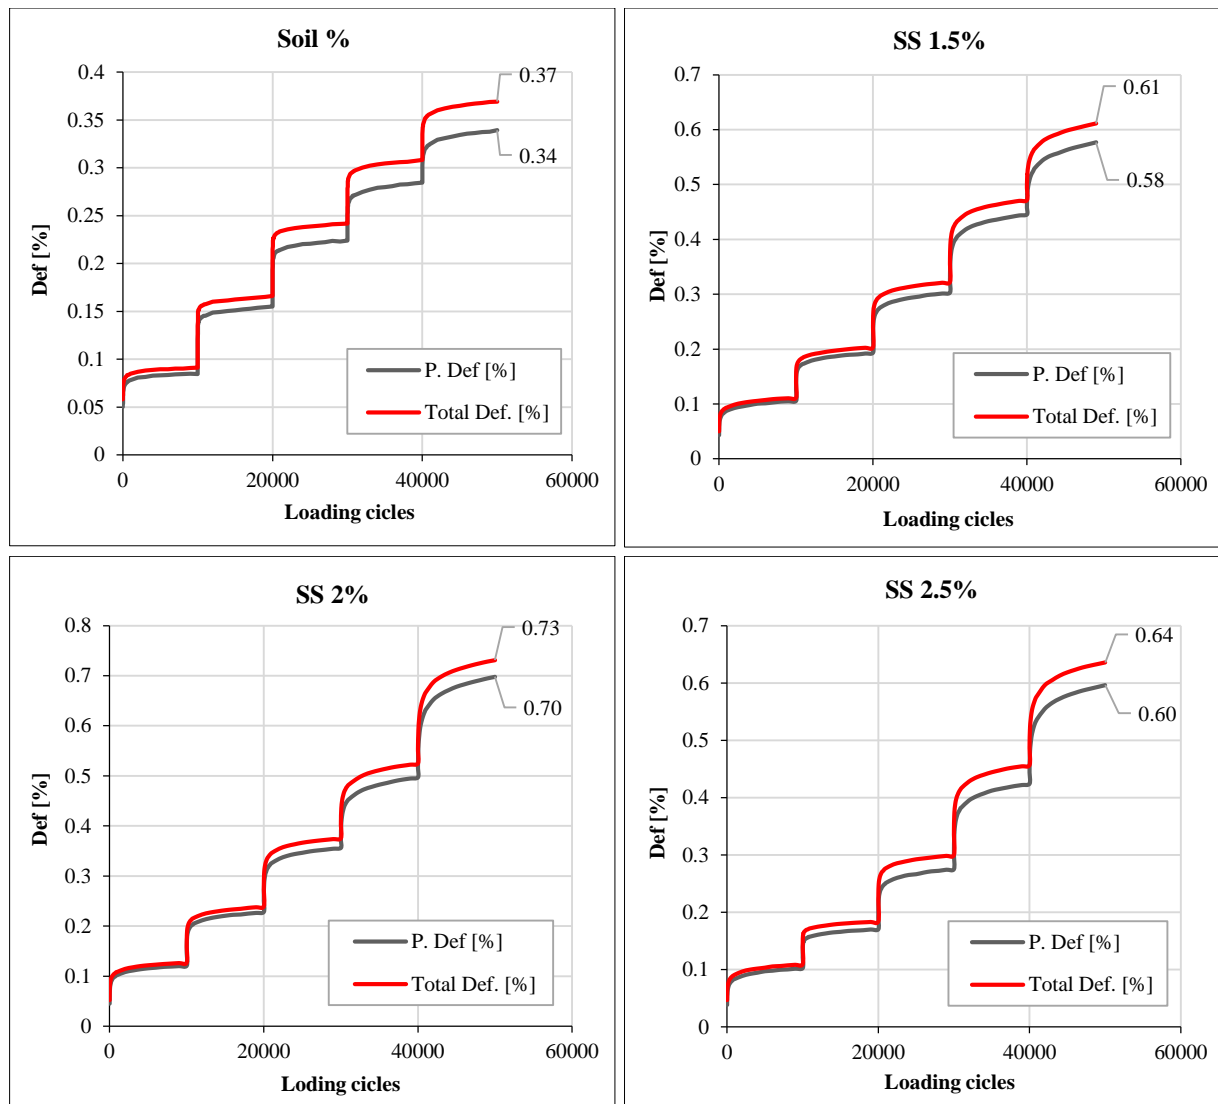 Soil %
0.4
0.35
0.3
0.25
0.2
0.15
0.1
0.05
0
Def [%]
0.37
0.34
P. Def [%]
Total Def. [%]
0
20000
40000
60000
Loading cicles
SS 1.5%
0.7
0.6
0.5
0.4
0.3
0.2
0.1
0
Def [%]
0.61
0.58
P. Def [%]
Total Def. [%]
0
20000
40000
60000
Loading cicles
SS 2%
0.8
0.7
0.6
0.5
0.4
0.3
0.2
0.1
0
Def [%]
0.73
0.70
P. Def [%]
Total Def. [%]
0
20000
40000
60000
Loding cicles
SS 2.5%
0.7
0.6
0.5
0.4
0.3
0.2
0.1
0
Def [%]
0.64
0.60
P. Def [%]
Total Def. [%]
0
20000
40000
60000
Loading cicles